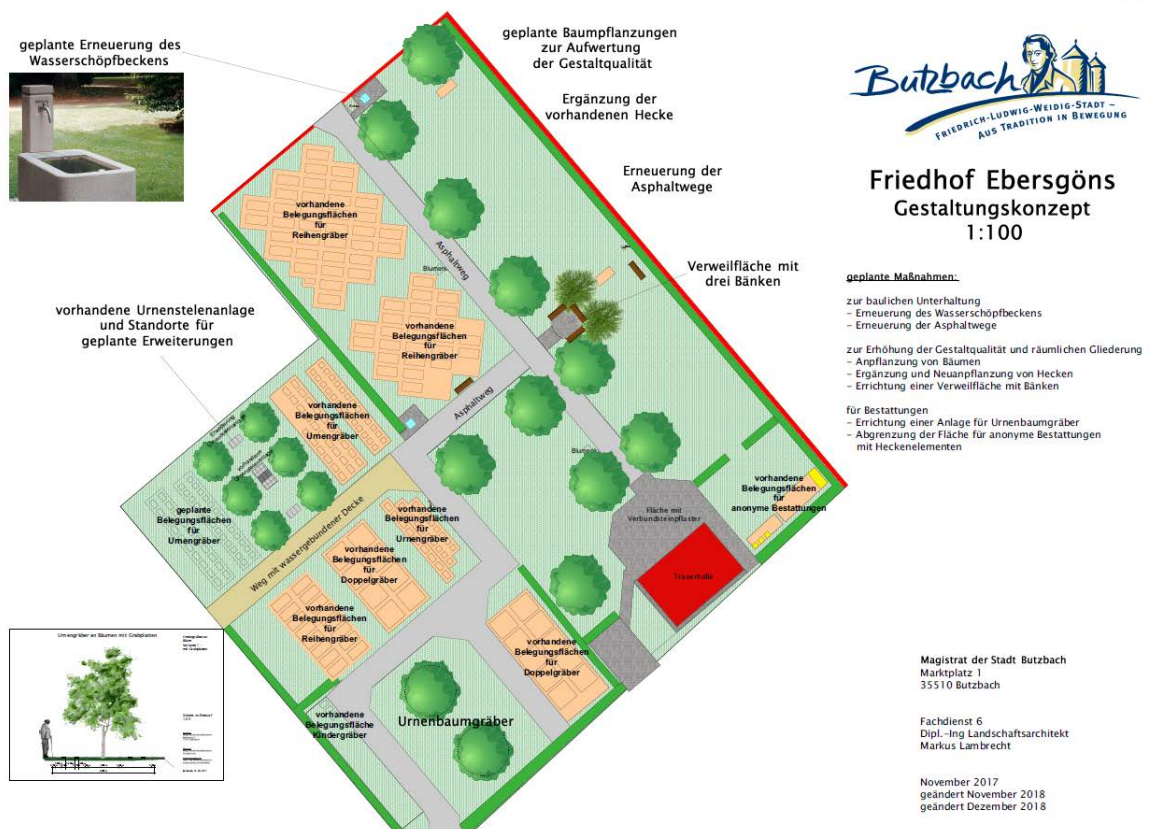 geplante Erneuerung des
Wasserschöpfbeckens
geplante Baumpflanzungen
zur Aufwertung
der Gestaltqualität
Ergänzung der
vorhandenen Hecke
Erneuerung der
Asphaltwege
Verweilfläche mit
drei Bänken
vorhandene Urnenstelenanlage
und Standorte für
geplante Erweiterungen
vorhandene
Belegungsflächen
für
Reihengräber
Asphaltweg
vorhandene
Belegungsflächen
für
Reihengräber
Asphaltweg
vorhandene
Belegungsflächen
für
Urnengräber
geplante
Belegungsflächen
für
Urnengräber
Weg mit wassergebundener Decke
vorhandene
Belegungsflächen
für
Urnengräber
vorhandene
Belegungsflächen
für
Doppelgräber
vorhandene
Belegungsflächen
für
Reihengräber
vorhandene
Belegungsflächen
für
Doppelgräber
vorhandene
Belegungsfläche
Kindergräber
Urnenbaumgräber
Fläche mit
Verbundsteinpflaster
Trauerhalle
vorhandene
Belegungsflächen
für
anonyme Bestattungen
Urnengräber an Bäumen mit Grabplatten
Butzbach
FRIEDRICH-LUDWIG-WEIDIG-STADT –
AUS TRADITION IN BEWEGUNG
Friedhof Ebersgöns
Gestaltungskonzept
1:100
geplante Maßnahmen:
zur baulichen Unterhaltung
- Erneuerung des Wasserschöpfbeckens
- Erneuerung der Asphaltwege
zur Erhöhung der Gestaltqualität und räumlichen Gliederung
- Anpflanzung von Bäumen
- Ergänzung und Neuanpflanzung von Hecken
- Errichtung einer Verweilfläche mit Bänken
für Bestattungen
- Errichtung einer Anlage für Urnenbaumgräber
- Abgrenzung der Fläche für anonyme Bestattungen
mit Heckenelementen
Magistrat der Stadt Butzbach
Marktplatz 1
35510 Butzbach
Fachdienst 6
Dipl.-Ing Landschaftsarchitekt
Markus Lambrecht
November 2017
geändert November 2018
geändert Dezember 2018